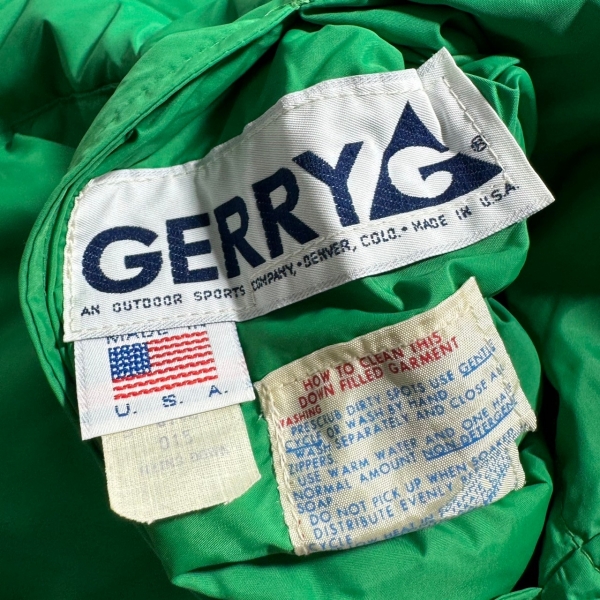 GERRY G ®
AN OUTDOOR SPORTS COMPANY, • DENVER, COLO. • MADE IN U.S.A.
MADE IN
U. S. A.
015
HOW TO CLEAN THIS
DOWN FILLED GARMENT
WASHING
PRESCRUB DIRTY SPOTS USE GENTLE
CYCLE OR WASH BY HAND
WASH SEPARATELY AND CLOSE ALL
ZIPPERS
USE WARM WATER AND ONE HALF
NORMAL AMOUNT NON-DETERGENT
SOAP
DO NOT PICK UP WHEN SOAKED
DISTRIBUTE EVENLY
CYCLE